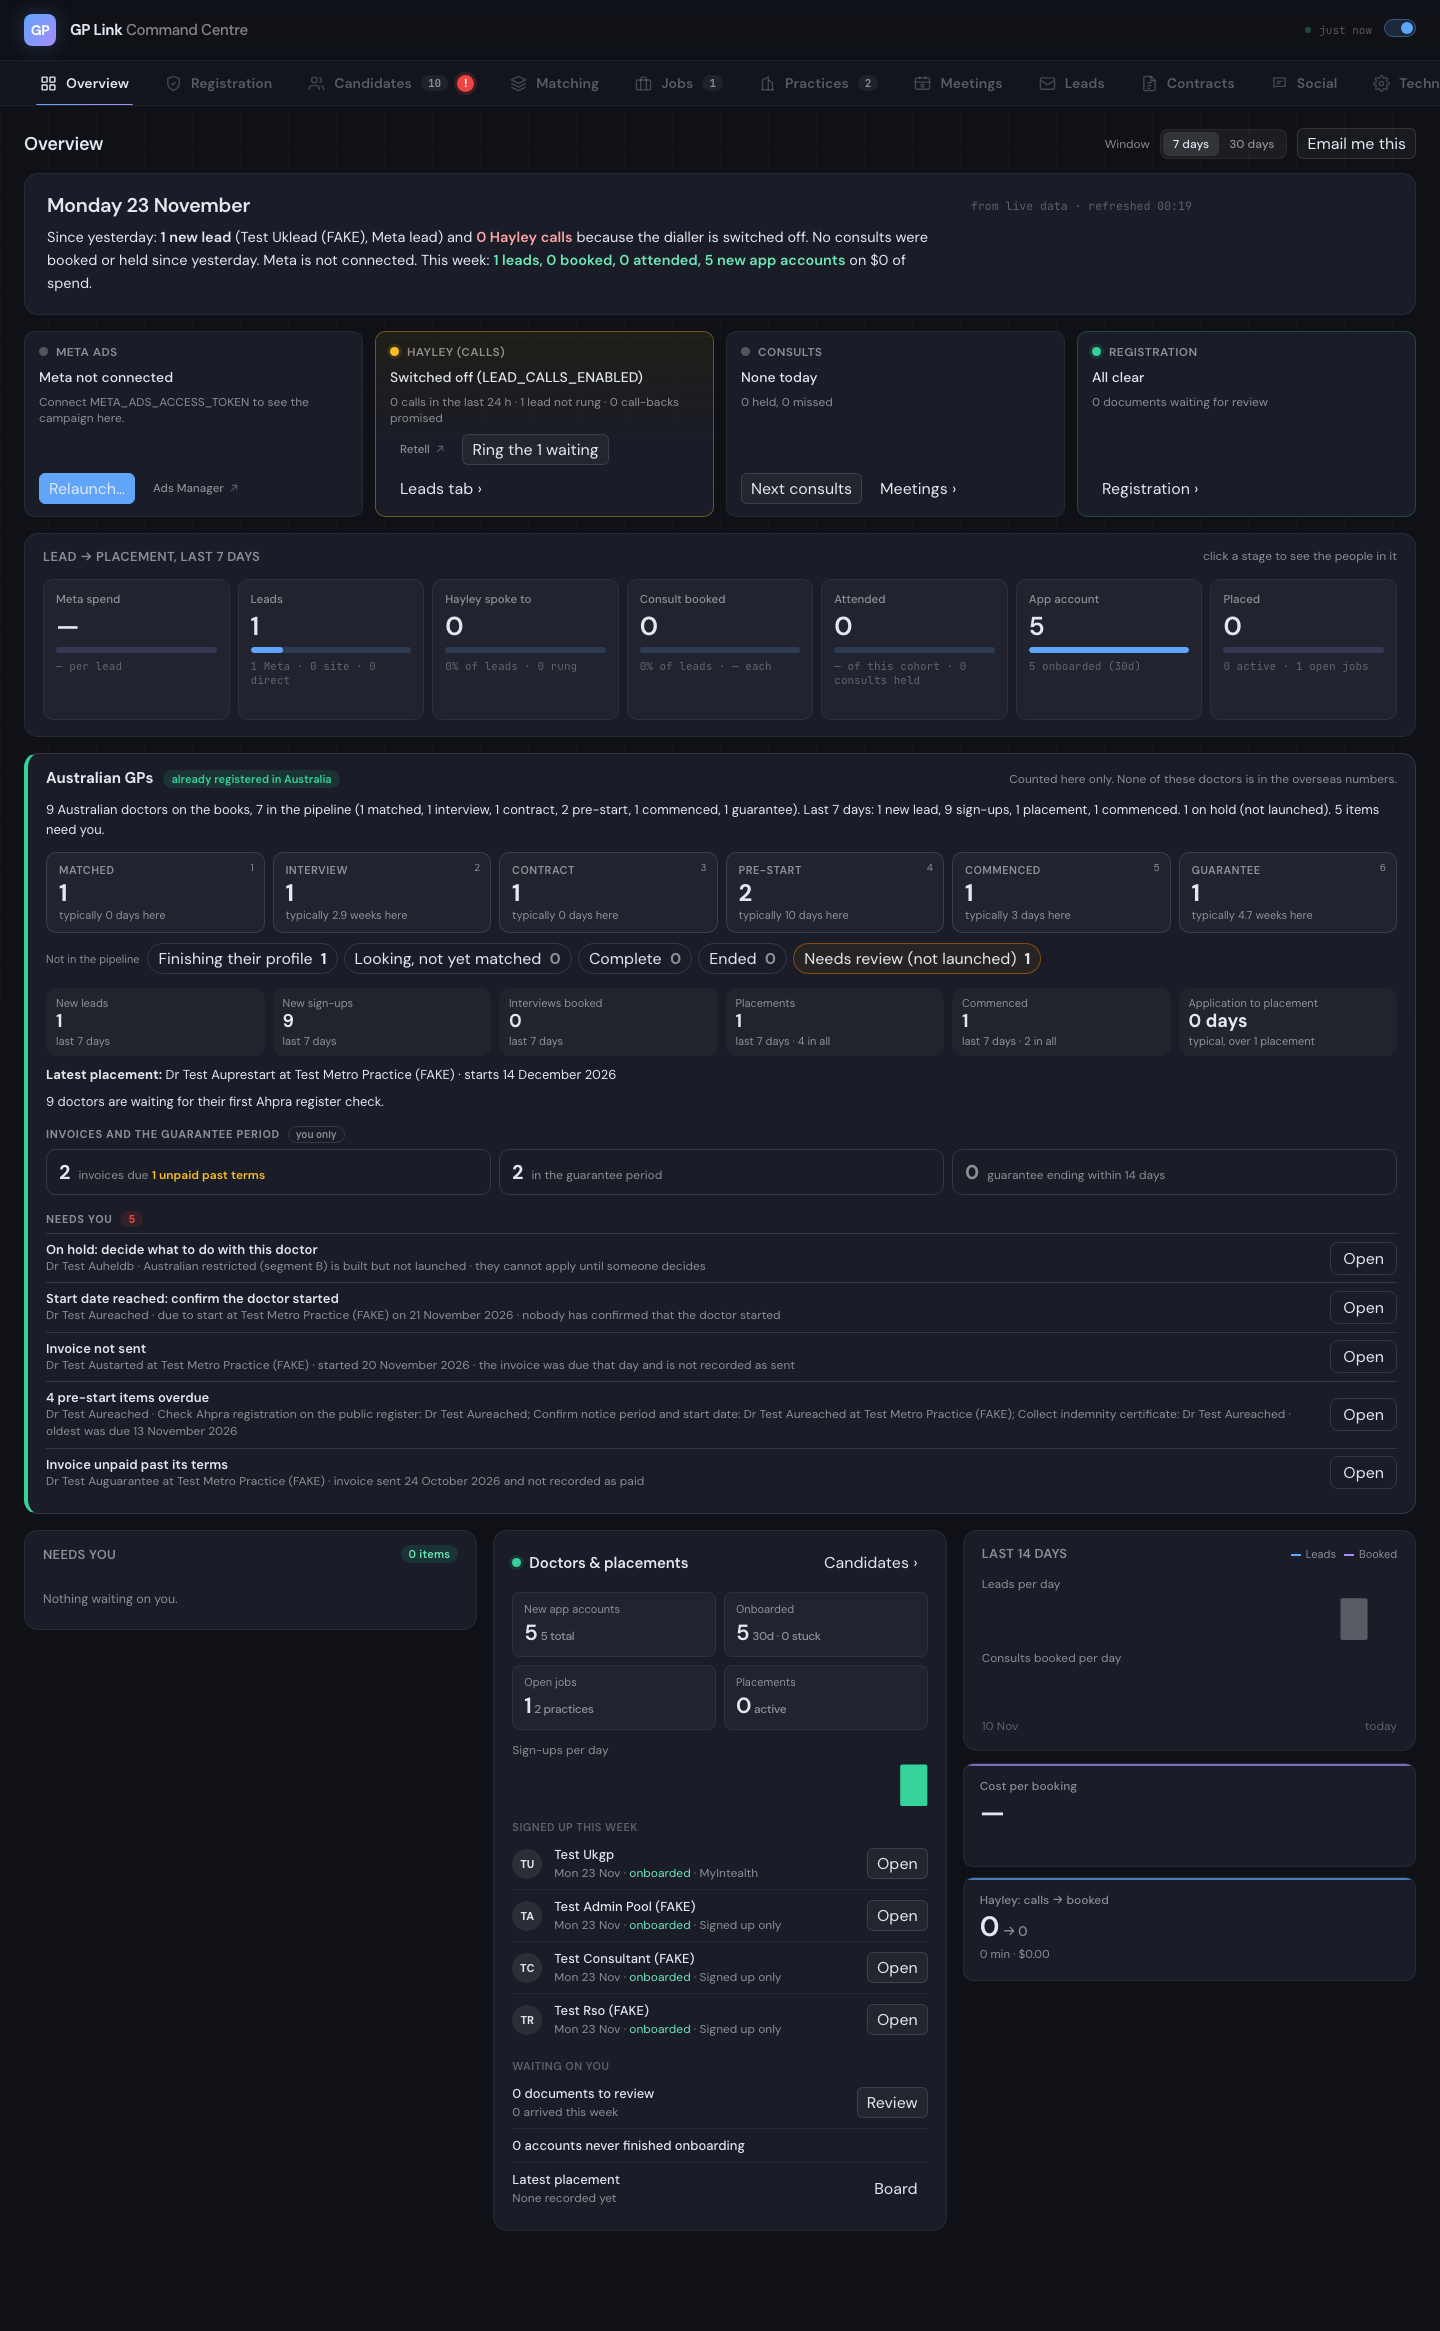 GP
GP Link Command Centre
just now
Overview
Registration
Candidates 10 !
Matching
Jobs 1
Practices 2
Meetings
Leads
Contracts
Social
Techn
Overview
Window
7 days
30 days
Email me this
Monday 23 November
from live data · refreshed 00:19
Since yesterday: 1 new lead (Test Uklead (FAKE), Meta lead) and 0 Hayley calls because the dialler is switched off. No consults were
booked or held since yesterday. Meta is not connected. This week: 1 leads, 0 booked, 0 attended, 5 new app accounts on $0 of
spend.
META ADS
Meta not connected
Connect META_ADS_ACCESS_TOKEN to see the
campaign here.
Relaunch...
Ads Manager ↗
HAYLEY (CALLS)
Switched off (LEAD_CALLS_ENABLED)
0 calls in the last 24 h · 1 lead not rung · 0 call-backs
promised
Retell ↗
Ring the 1 waiting
Leads tab ›
CONSULTS
None today
0 held, 0 missed
Next consults
Meetings ›
REGISTRATION
All clear
0 documents waiting for review
Registration ›
LEAD → PLACEMENT, LAST 7 DAYS
click a stage to see the people in it
Meta spend
—
— per lead
Leads
1
1 Meta · 0 site · 0
direct
Hayley spoke to
0
0% of leads · 0 rung
Consult booked
0
0% of leads · — each
Attended
0
— of this cohort · 0
consults held
App account
5
5 onboarded (30d)
Placed
0
0 active · 1 open jobs
Australian GPs
already registered in Australia
Counted here only. None of these doctors is in the overseas numbers.
9 Australian doctors on the books, 7 in the pipeline (1 matched, 1 interview, 1 contract, 2 pre-start, 1 commenced, 1 guarantee). Last 7 days: 1 new lead, 9 sign-ups, 1 placement, 1 commenced. 1 on hold (not launched). 5 items
need you.
MATCHED 1
1
typically 0 days here
INTERVIEW 2
1
typically 2.9 weeks here
CONTRACT 3
1
typically 0 days here
PRE-START 4
2
typically 10 days here
COMMENCED 5
1
typically 3 days here
GUARANTEE 6
1
typically 4.7 weeks here
Not in the pipeline
Finishing their profile 1
Looking, not yet matched 0
Complete 0
Ended 0
Needs review (not launched) 1
New leads
1
last 7 days
New sign-ups
9
last 7 days
Interviews booked
0
last 7 days
Placements
1
last 7 days · 4 in all
Commenced
1
last 7 days · 2 in all
Application to placement
0 days
typical, over 1 placement
Latest placement: Dr Test Auprestart at Test Metro Practice (FAKE) · starts 14 December 2026
9 doctors are waiting for their first Ahpra register check.
INVOICES AND THE GUARANTEE PERIOD
you only
2 invoices due 1 unpaid past terms
2 in the guarantee period
0 guarantee ending within 14 days
NEEDS YOU 5
On hold: decide what to do with this doctor
Dr Test Auheldb · Australian restricted (segment B) is built but not launched · they cannot apply until someone decides
Open
Start date reached: confirm the doctor started
Dr Test Aureached · due to start at Test Metro Practice (FAKE) on 21 November 2026 · nobody has confirmed that the doctor started
Open
Invoice not sent
Dr Test Austarted at Test Metro Practice (FAKE) · started 20 November 2026 · the invoice was due that day and is not recorded as sent
Open
4 pre-start items overdue
Dr Test Aureached · Check Ahpra registration on the public register: Dr Test Aureached; Confirm notice period and start date: Dr Test Aureached at Test Metro Practice (FAKE); Collect indemnity certificate: Dr Test Aureached ·
oldest was due 13 November 2026
Open
Invoice unpaid past its terms
Dr Test Auguarantee at Test Metro Practice (FAKE) · invoice sent 24 October 2026 and not recorded as paid
Open
NEEDS YOU
0 items
Nothing waiting on you.
Doctors & placements
Candidates ›
New app accounts
5 5 total
Onboarded
5 30d · 0 stuck
Open jobs
1 2 practices
Placements
0 active
Sign-ups per day
SIGNED UP THIS WEEK
TU
Test Ukgp
Mon 23 Nov · onboarded · MyIntealth
Open
TA
Test Admin Pool (FAKE)
Mon 23 Nov · onboarded · Signed up only
Open
TC
Test Consultant (FAKE)
Mon 23 Nov · onboarded · Signed up only
Open
TR
Test Rso (FAKE)
Mon 23 Nov · onboarded · Signed up only
Open
WAITING ON YOU
0 documents to review
0 arrived this week
Review
0 accounts never finished onboarding
Latest placement
None recorded yet
Board
LAST 14 DAYS
Leads
Booked
Leads per day
Consults booked per day
10 Nov
today
Cost per booking
—
Hayley: calls → booked
0 → 0
0 min · $0.00